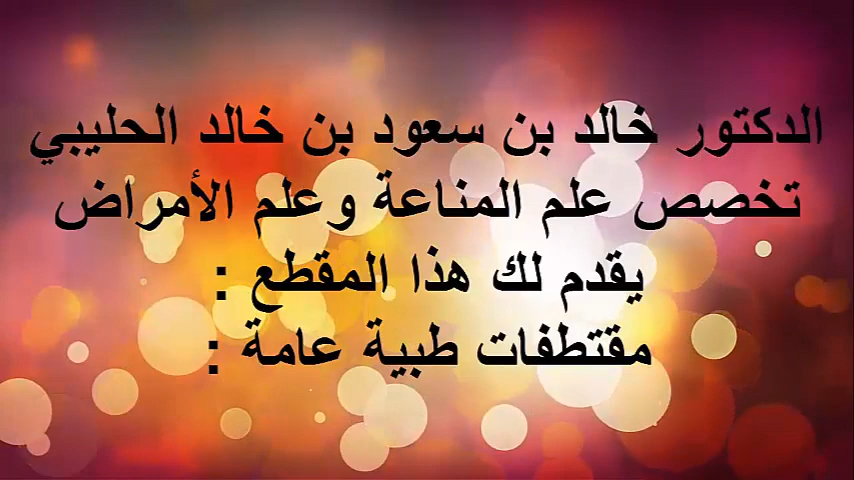 الدكتور خالد بن سعود بن خالد الحليبي
تخصص علم المناعة وعلم الأمراض
يقدم لك هذا المقطع :
مقتطفات طبية عامة :